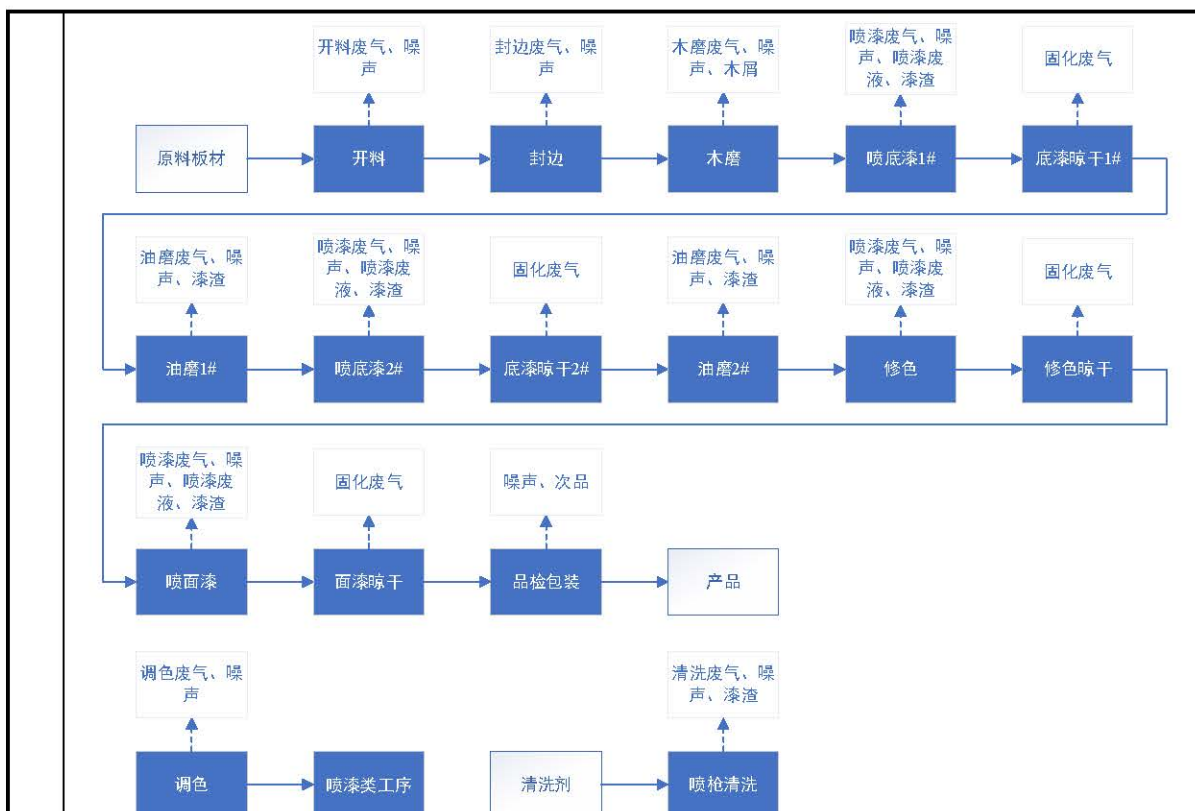 开料废气、噪
声
封边废气、噪
声
木磨废气、噪
声、木屑
喷漆废气、噪
声、喷漆废
液、漆渣
固化废气
原料板材
开料
封边
木磨
喷底漆1#
底漆晾干1#
油磨废气、噪
声、漆渣
喷漆废气、噪
声、喷漆废
液、漆渣
固化废气
油磨废气、噪
声、漆渣
喷漆废气、噪
声、喷漆废
液、漆渣
固化废气
油磨1#
喷底漆2#
底漆晾干2#
油磨2#
修色
修色晾干
喷漆废气、噪
声、喷漆废
液、漆渣
固化废气
噪声、次品
喷面漆
面漆晾干
品检包装
产品
调色废气、噪
声
清洗废气、噪
声、漆渣
调色
喷漆类工序
清洗剂
喷枪清洗